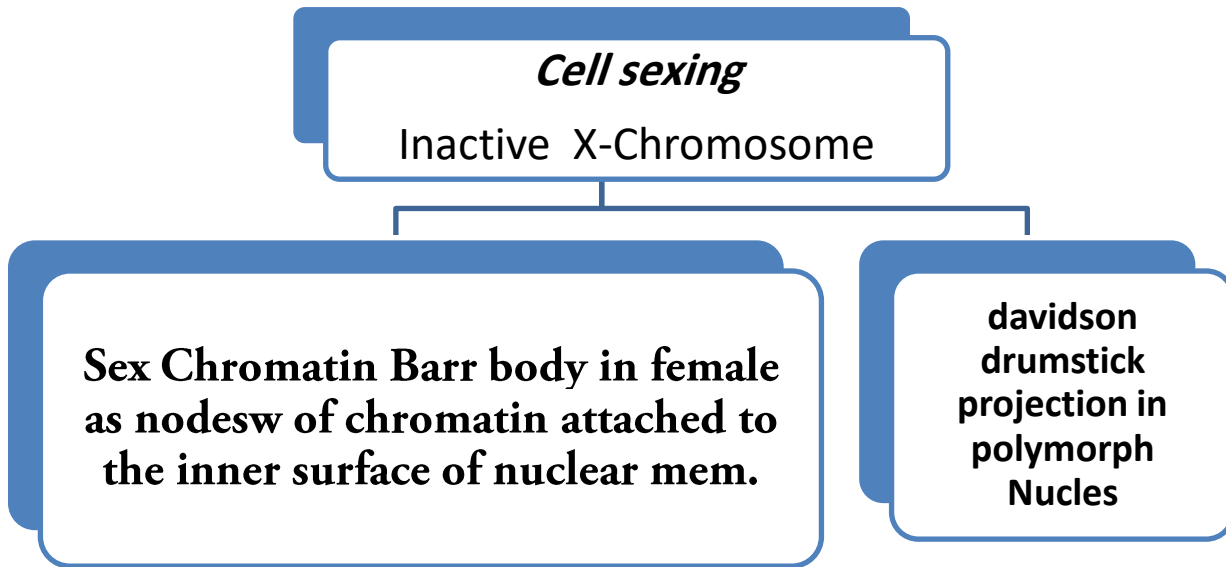 Cell sexing
Inactive X-Chromosome
Sex Chromatin Barr body in female
as nodesw of chromatin attached to
the inner surface of nuclear mem.
davidson
drumstick
projection in
polymorph
Nucles